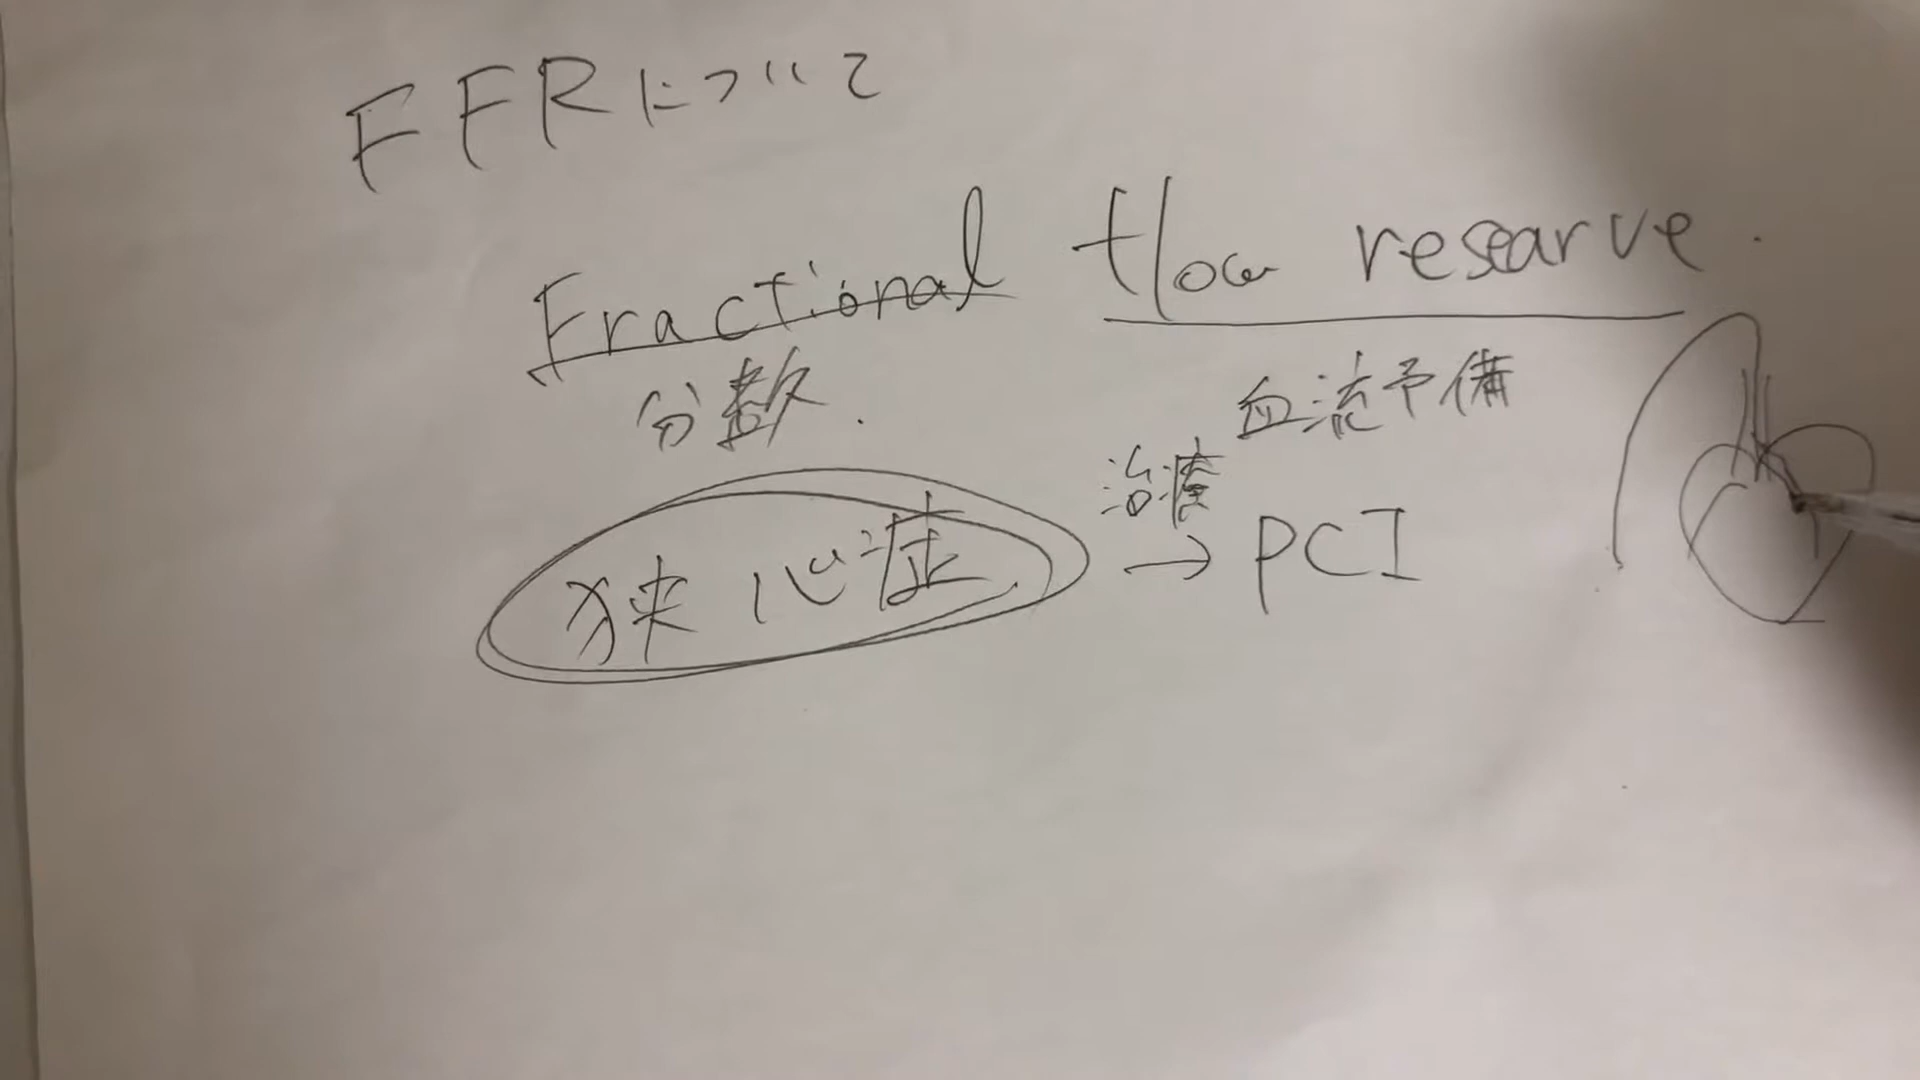 FFRについて
Fractional flow researve.
分数.
血流予備
狭心症
治療
→ PCI